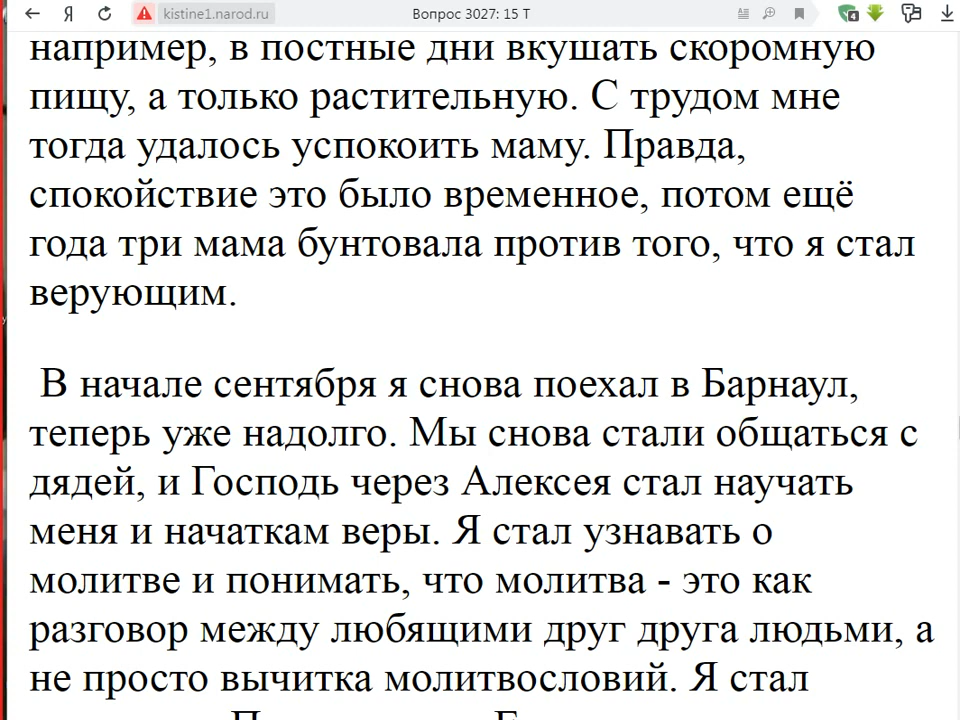 Я
kistine1.narod.ru
Вопрос 3027: 15 Т
4
например, в постные дни вкушать скоромную
пищу, а только растительную. С трудом мне
тогда удалось успокоить маму. Правда,
спокойствие это было временное, потом ещё
года три мама бунтовала против того, что я стал
верующим.
В начале сентября я снова поехал в Барнаул,
теперь уже надолго. Мы снова стали общаться с
дядей, и Господь через Алексея стал научать
меня и начаткам веры. Я стал узнавать о
молитве и понимать, что молитва - это как
разговор между любящими друг друга людьми, а
не просто вычитка молитвословий. Я стал